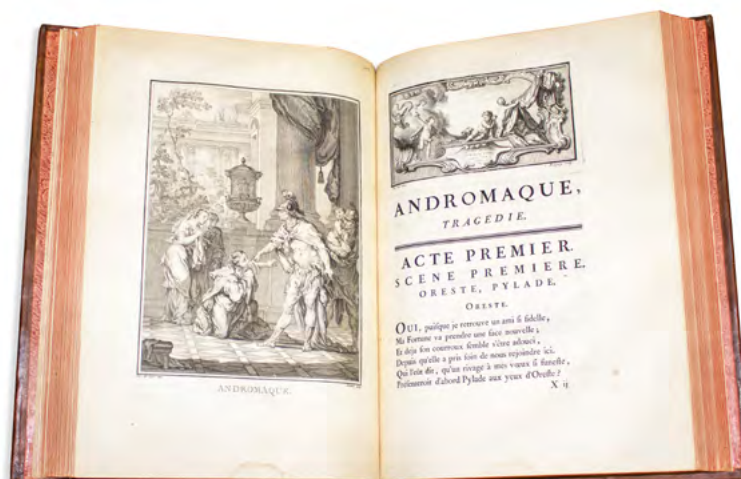 ANDROMAQUE.
ANDROMAQUE,
TRAGEDIE.
ACTE PREMIER.
SCENE PREMIERE.
ORESTE, PYLADE.
ORESTE.
OUI, puiſque je retrouve un ami ſi fidelle,
Ma Fortune va prendre une face nouvelle;
Et deja ſon courroux ſemble s'être adouci,
Depuis qu'elle a pris ſoin de nous rejoindre ici.
Qui l'eût dit, qu'un rivage à mes vœux ſi funeſte,
Préſenteroit d'abord Pylade aux yeux d'Oreſte?
X ij